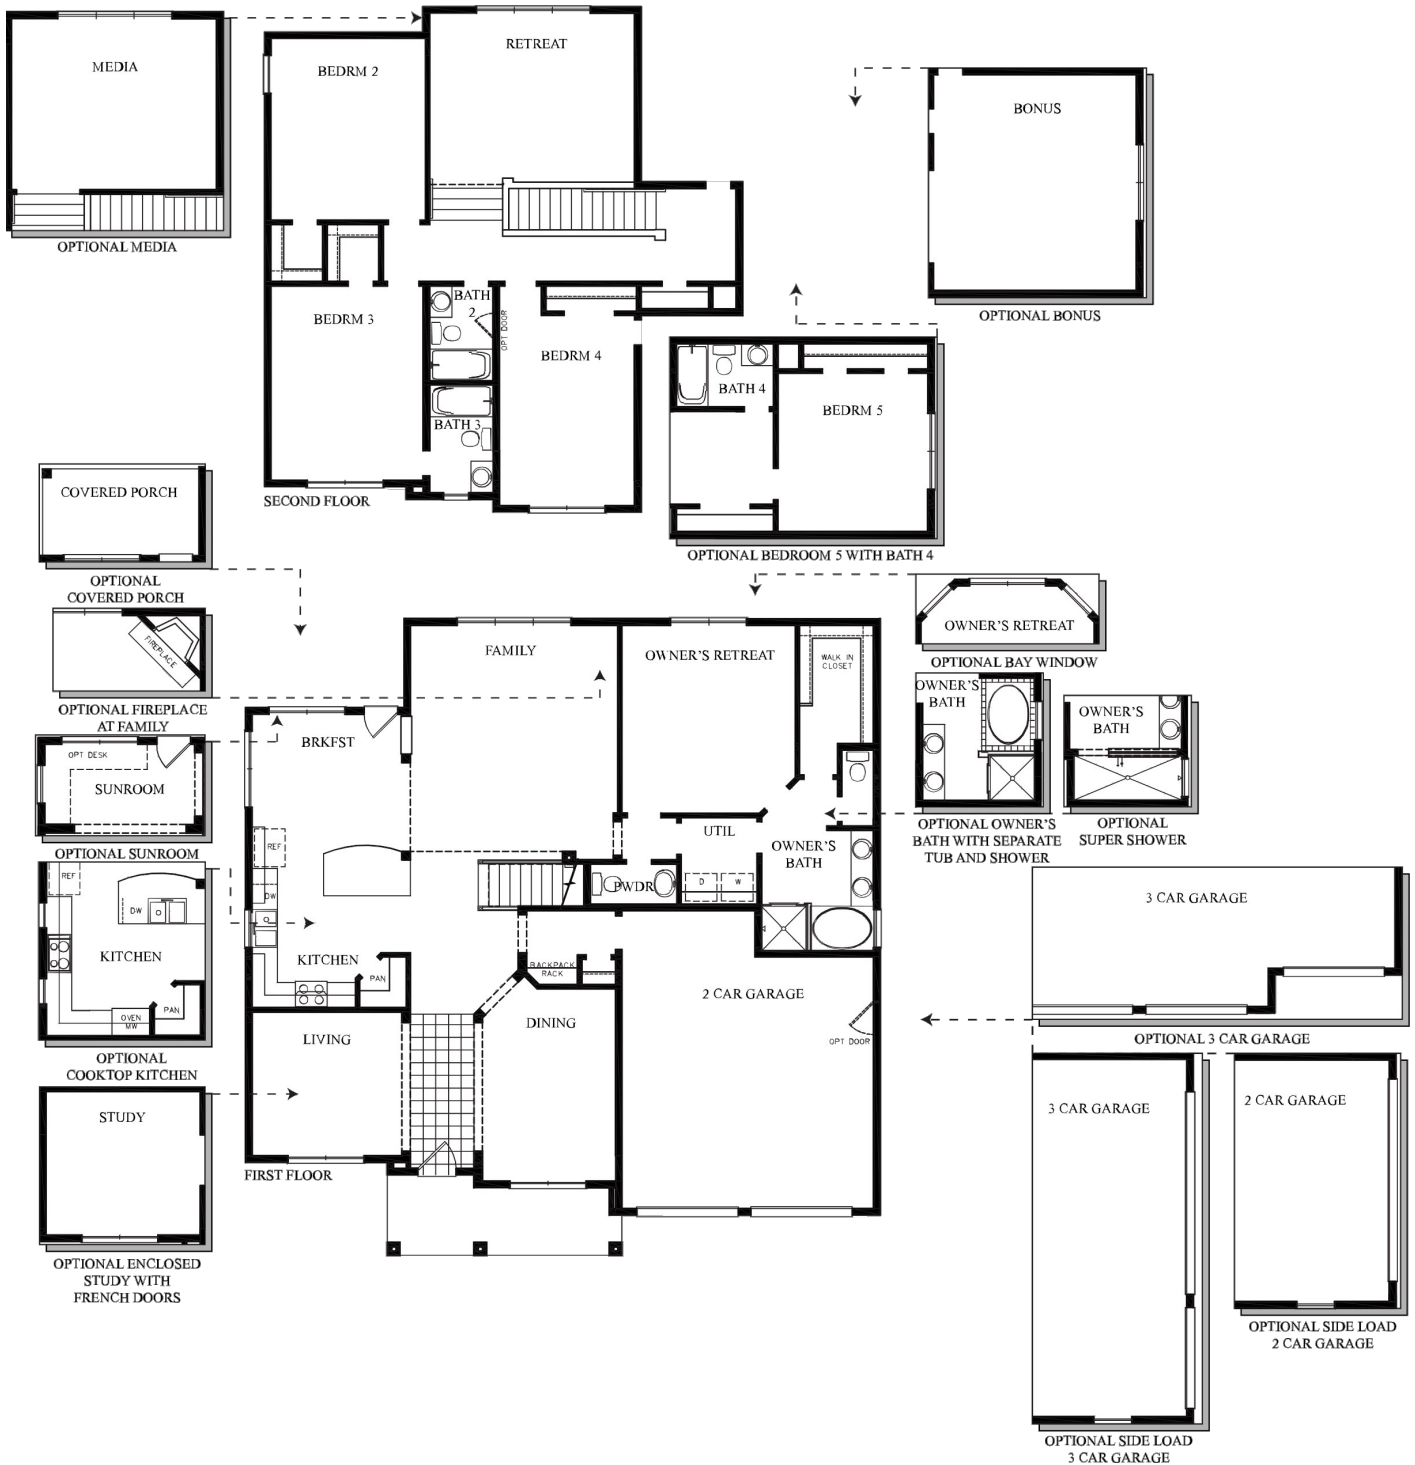 MEDIA
OPTIONAL MEDIA
BEDRM 2
RETREAT
BEDRM 3
BATH
2
OPT DOOR
BEDRM 4
BATH 3
SECOND FLOOR
BONUS
OPTIONAL BONUS
BATH 4
BEDRM 5
OPTIONAL BEDROOM 5 WITH BATH 4
COVERED PORCH
OPTIONAL
COVERED PORCH
FIREPLACE
OPTIONAL FIREPLACE
AT FAMILY
OPT DESK
SUNROOM
OPTIONAL SUNROOM
REF
DW
KITCHEN
PAN
OVEN
MW
OPTIONAL
COOKTOP KITCHEN
STUDY
OPTIONAL ENCLOSED
STUDY WITH
FRENCH DOORS
FAMILY
OWNER'S RETREAT
WALK IN
CLOSET
BRKFST
REF
DW
UTIL
OWNER'S
BATH
PWDR
D
W
KITCHEN
PAN
BACKPACK
RACK
2 CAR GARAGE
DINING
LIVING
OPT DOOR
FIRST FLOOR
OWNER'S RETREAT
OPTIONAL BAY WINDOW
OWNER'S
BATH
OPTIONAL OWNER'S
BATH WITH SEPARATE
TUB AND SHOWER
OWNER'S
BATH
OPTIONAL
SUPER SHOWER
3 CAR GARAGE
OPTIONAL 3 CAR GARAGE
3 CAR GARAGE
OPTIONAL SIDE LOAD
3 CAR GARAGE
2 CAR GARAGE
OPTIONAL SIDE LOAD
2 CAR GARAGE